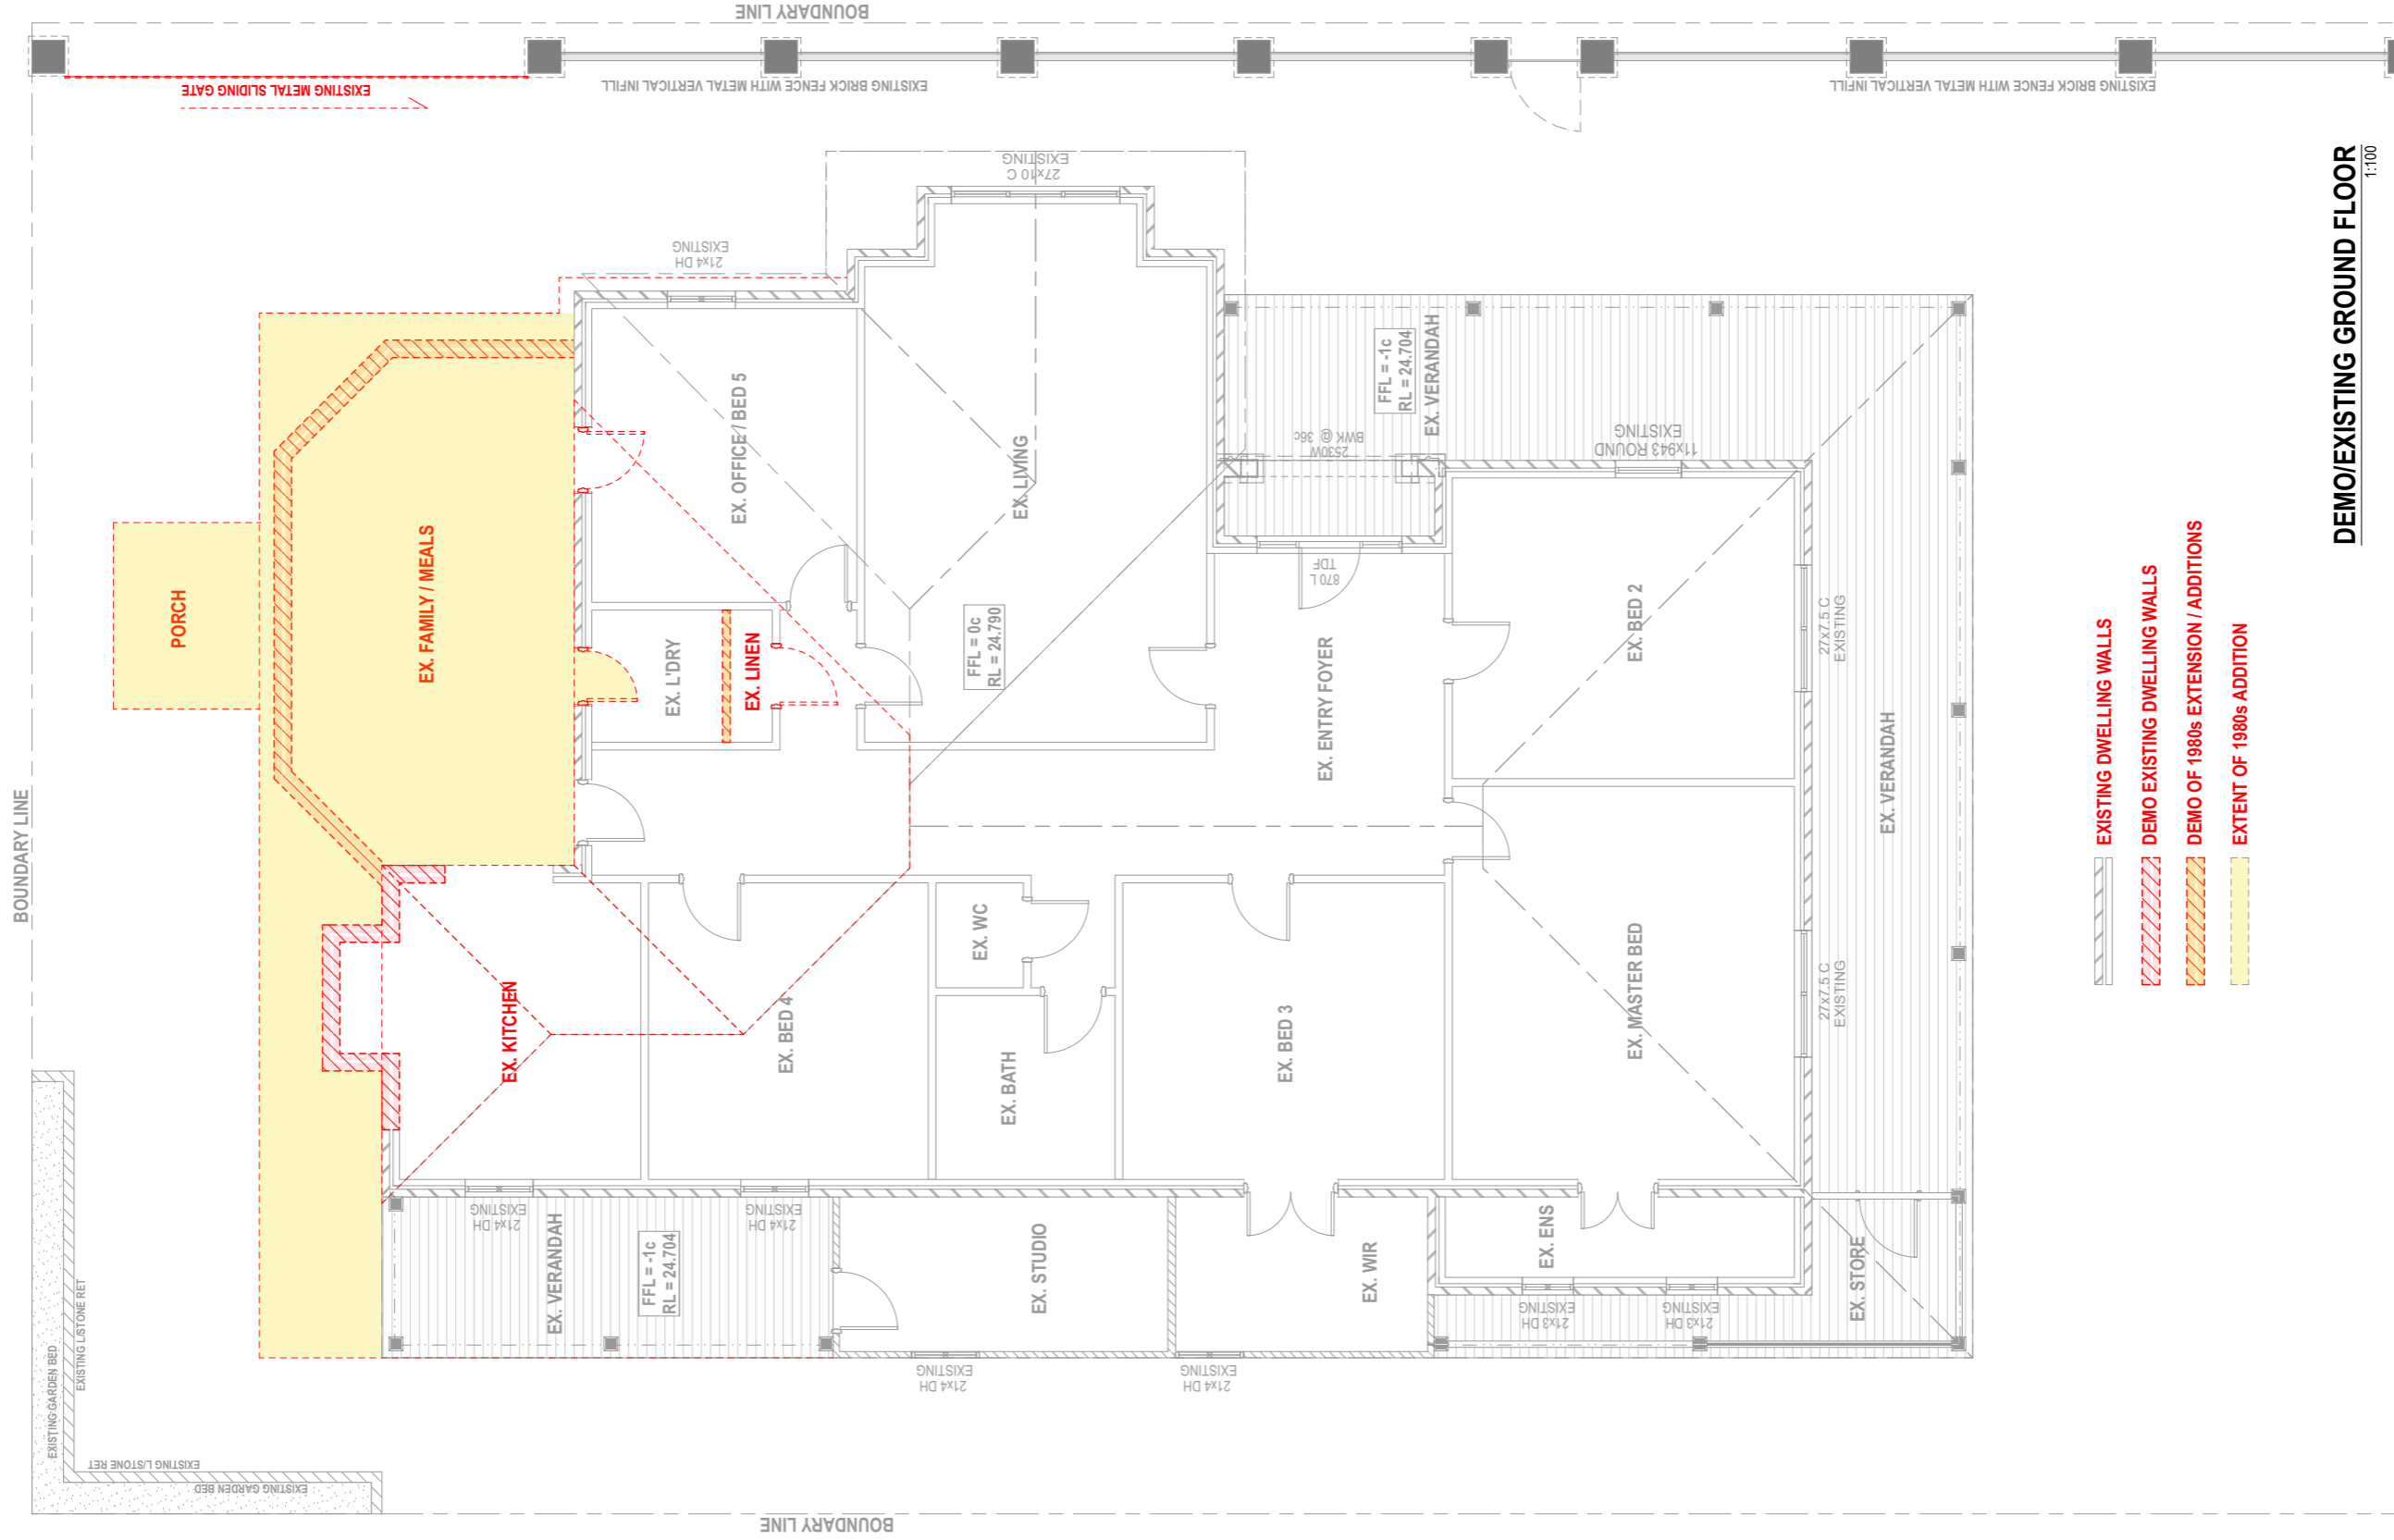 BOUNDARY LINE
EXISTING METAL SLIDING GATE
EXISTING BRICK FENCE WITH METAL VERTICAL INFILL
EXISTING BRICK FENCE WITH METAL VERTICAL INFILL
BOUNDARY LINE
PORCH
EX. FAMILY / MEALS
21x4 DH
EXISTING
27x10 C
EXISTING
EX. OFFICE / BED 5
EX. LIVING
EX. L'DRY
EX. LINEN
FFL = 0c
RL = 24.790
FFL = -1c
RL = 24.704
EX. VERANDAH
2530W
BWK @ 36c
11x943 ROUND
EXISTING
870 L
TDF
EX. ENTRY FOYER
EX. BED 2
27x7.5 C
EXISTING
EX. VERANDAH
EX. KITCHEN
EX. BED 4
EX. WC
EX. BATH
EX. BED 3
EX. MASTER BED
27x7.5 C
EXISTING
21x4 DH
EXISTING
21x4 DH
EXISTING
EX. VERANDAH
FFL = -1c
RL = 24.704
EX. STUDIO
EX. WIR
EX. ENS
EX. STORE
21x4 DH
EXISTING
21x4 DH
EXISTING
21x3 DH
EXISTING
21x3 DH
EXISTING
EXISTING GARDEN BED
EXISTING L/STONE RET
EXISTING L/STONE RET
EXISTING GARDEN BED
BOUNDARY LINE
EXISTING DWELLING WALLS
DEMO EXISTING DWELLING WALLS
DEMO OF 1980s EXTENSION / ADDITIONS
EXTENT OF 1980s ADDITION
DEMO/EXISTING GROUND FLOOR
1:100